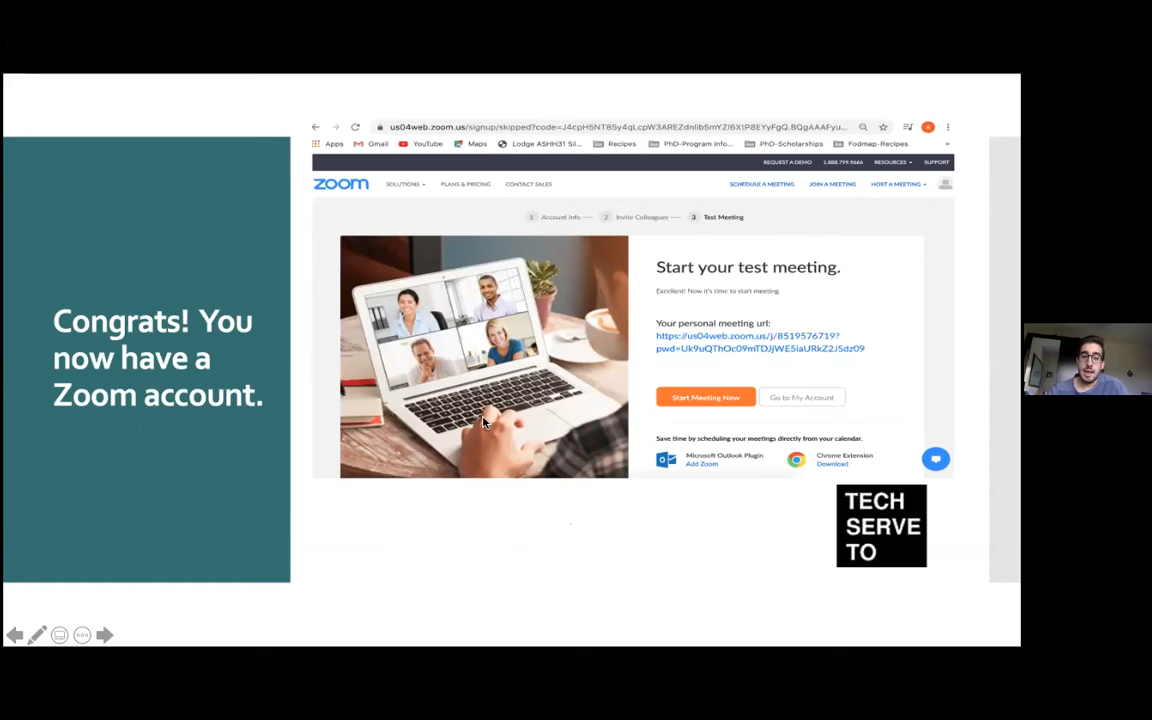 us04web.zoom.us/signup/skipped?code=
Apps Gmail YouTube Maps Lodge ASHH31 Sil... Recipes PhD-Program Info... PhD-Scholarships Fodmap-Recipes »
REQUEST A DEMO 1.888.799.9666 RESOURCES SUPPORT
zoom SOLUTIONS PLANS & PRICING CONTACT SALES SCHEDULE A MEETING JOIN A MEETING HOST A MEETING
1 Account Info 2 Invite Colleagues 3 Test Meeting
Start your test meeting.
Excellent! Now it's time to start meeting.
Your personal meeting url:
https://us04web.zoom.us/j/8519576719?
pwd=Uk9uQThOc09mTDJjWE5iaURkZ2JSdz09
Start Meeting Now Go to My Account
Save time by scheduling your meetings directly from your calendar.
Microsoft Outlook Plugin
Add Zoom
Chrome Extension
Download
Congrats! You
now have a
Zoom account.
TECH
SERVE
TO